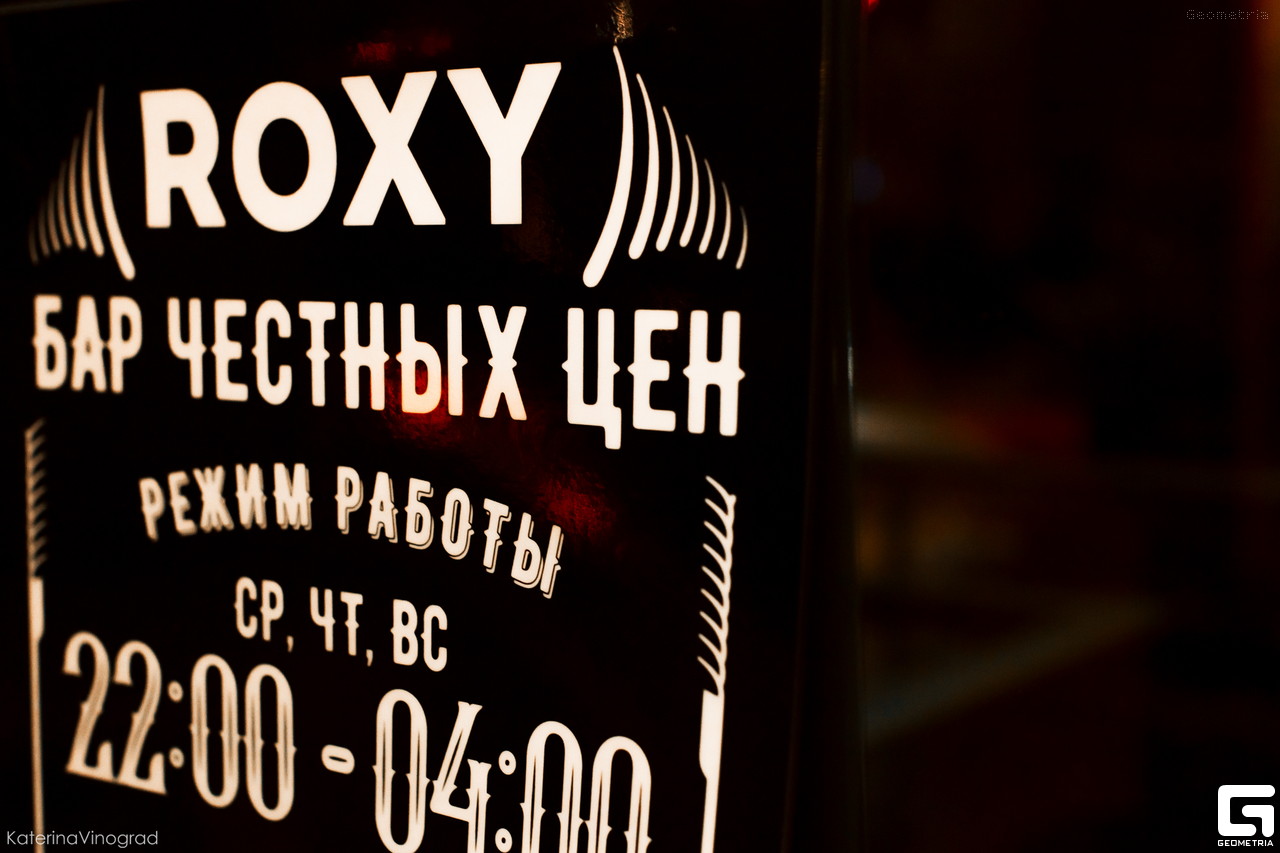 Geometria
ROXY
БАР ЧЕСТНЫХ ЦЕН
РЕЖИМ РАБОТЫ
СР, ЧТ, ВС
22:00 - 04:00
KaterinaVinograd
GEOMETRIA